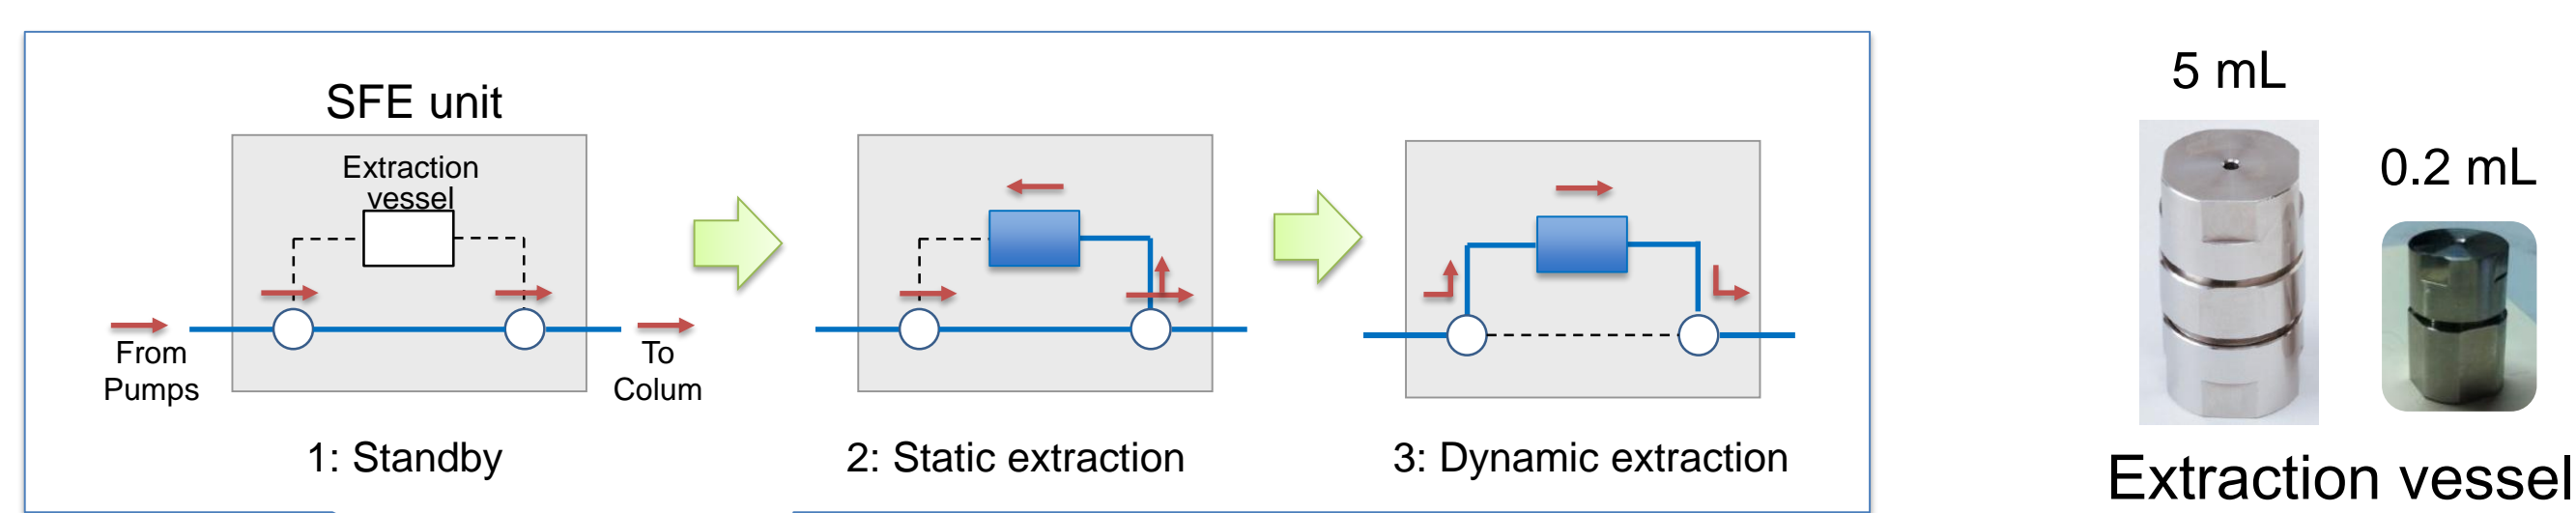 SFE unit
Extraction
vessel
From
Pumps
To
Colum
1: Standby
2: Static extraction
3: Dynamic extraction
5 mL
0.2 mL
Extraction vessel